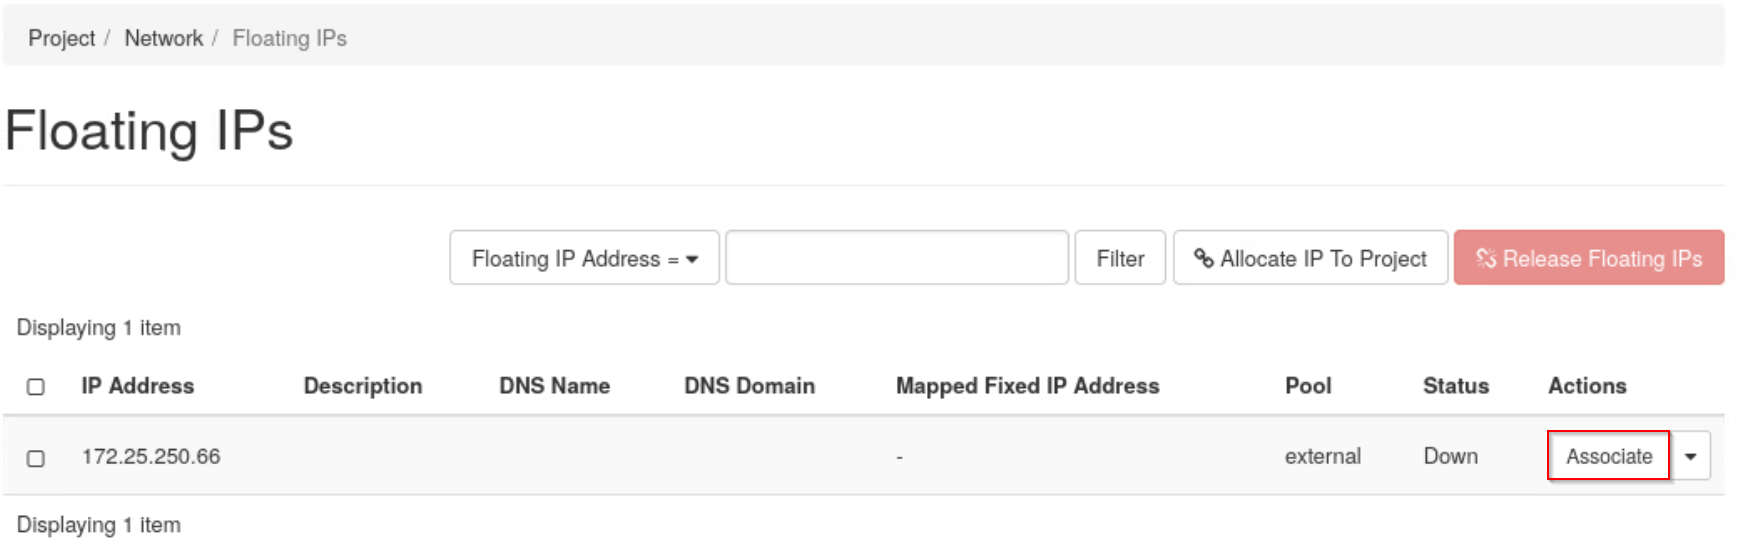 Project / Network / Floating IPs
Floating IPs
Floating IP Address = Filter Allocate IP To Project Release Floating IPs
Displaying 1 item
IP Address Description DNS Name DNS Domain Mapped Fixed IP Address Pool Status Actions
172.25.250.66 - external Down Associate
Displaying 1 item